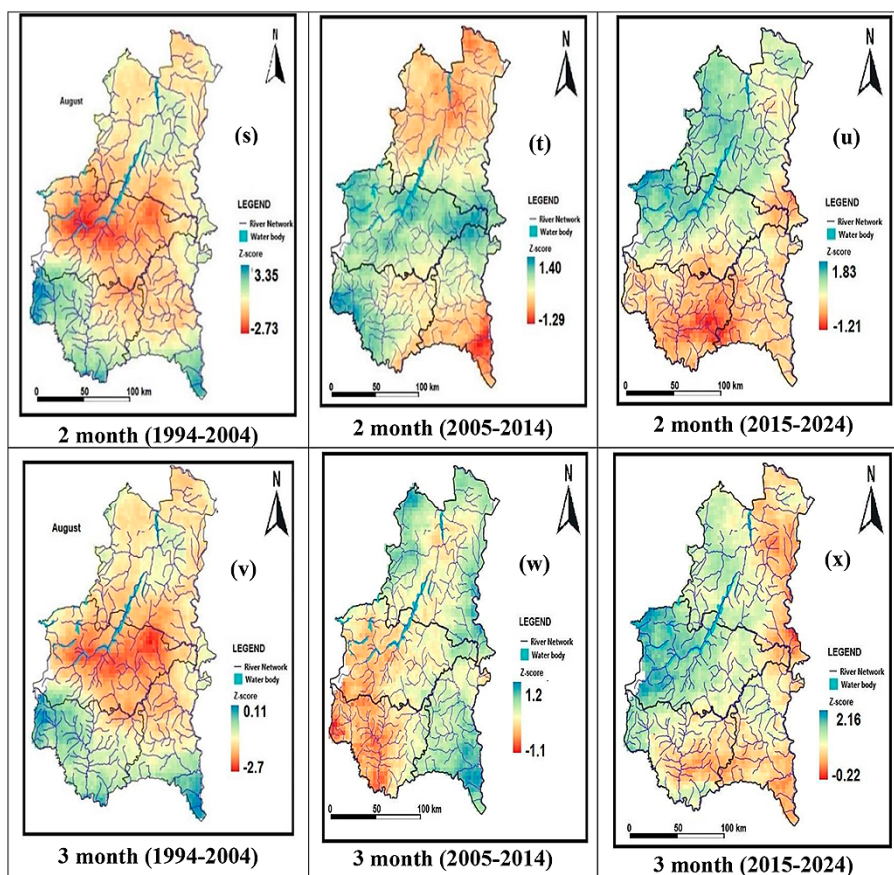 N
August
(s)
LEGEND
River Network
Water body
Z-score
3.35
-2.73
0 50 100 km
2 month (1994-2004)
N
(t)
LEGEND
River Network
Water body
Z-score
1.40
-1.29
0 50 100 km
2 month (2005-2014)
N
(u)
LEGEND
River Network
Water body
Z-score
1.83
-1.21
0 50 100 km
2 month (2015-2024)
N
August
(v)
LEGEND
River Network
Water body
Z-score
0.11
-2.7
0 50 100 km
3 month (1994-2004)
N
(w)
LEGEND
River Network
Water body
Z-score
1.2
-1.1
0 50 100 km
3 month (2005-2014)
N
(x)
LEGEND
River Network
Water body
Z-score
2.16
-0.22
0 50 100 km
3 month (2015-2024)